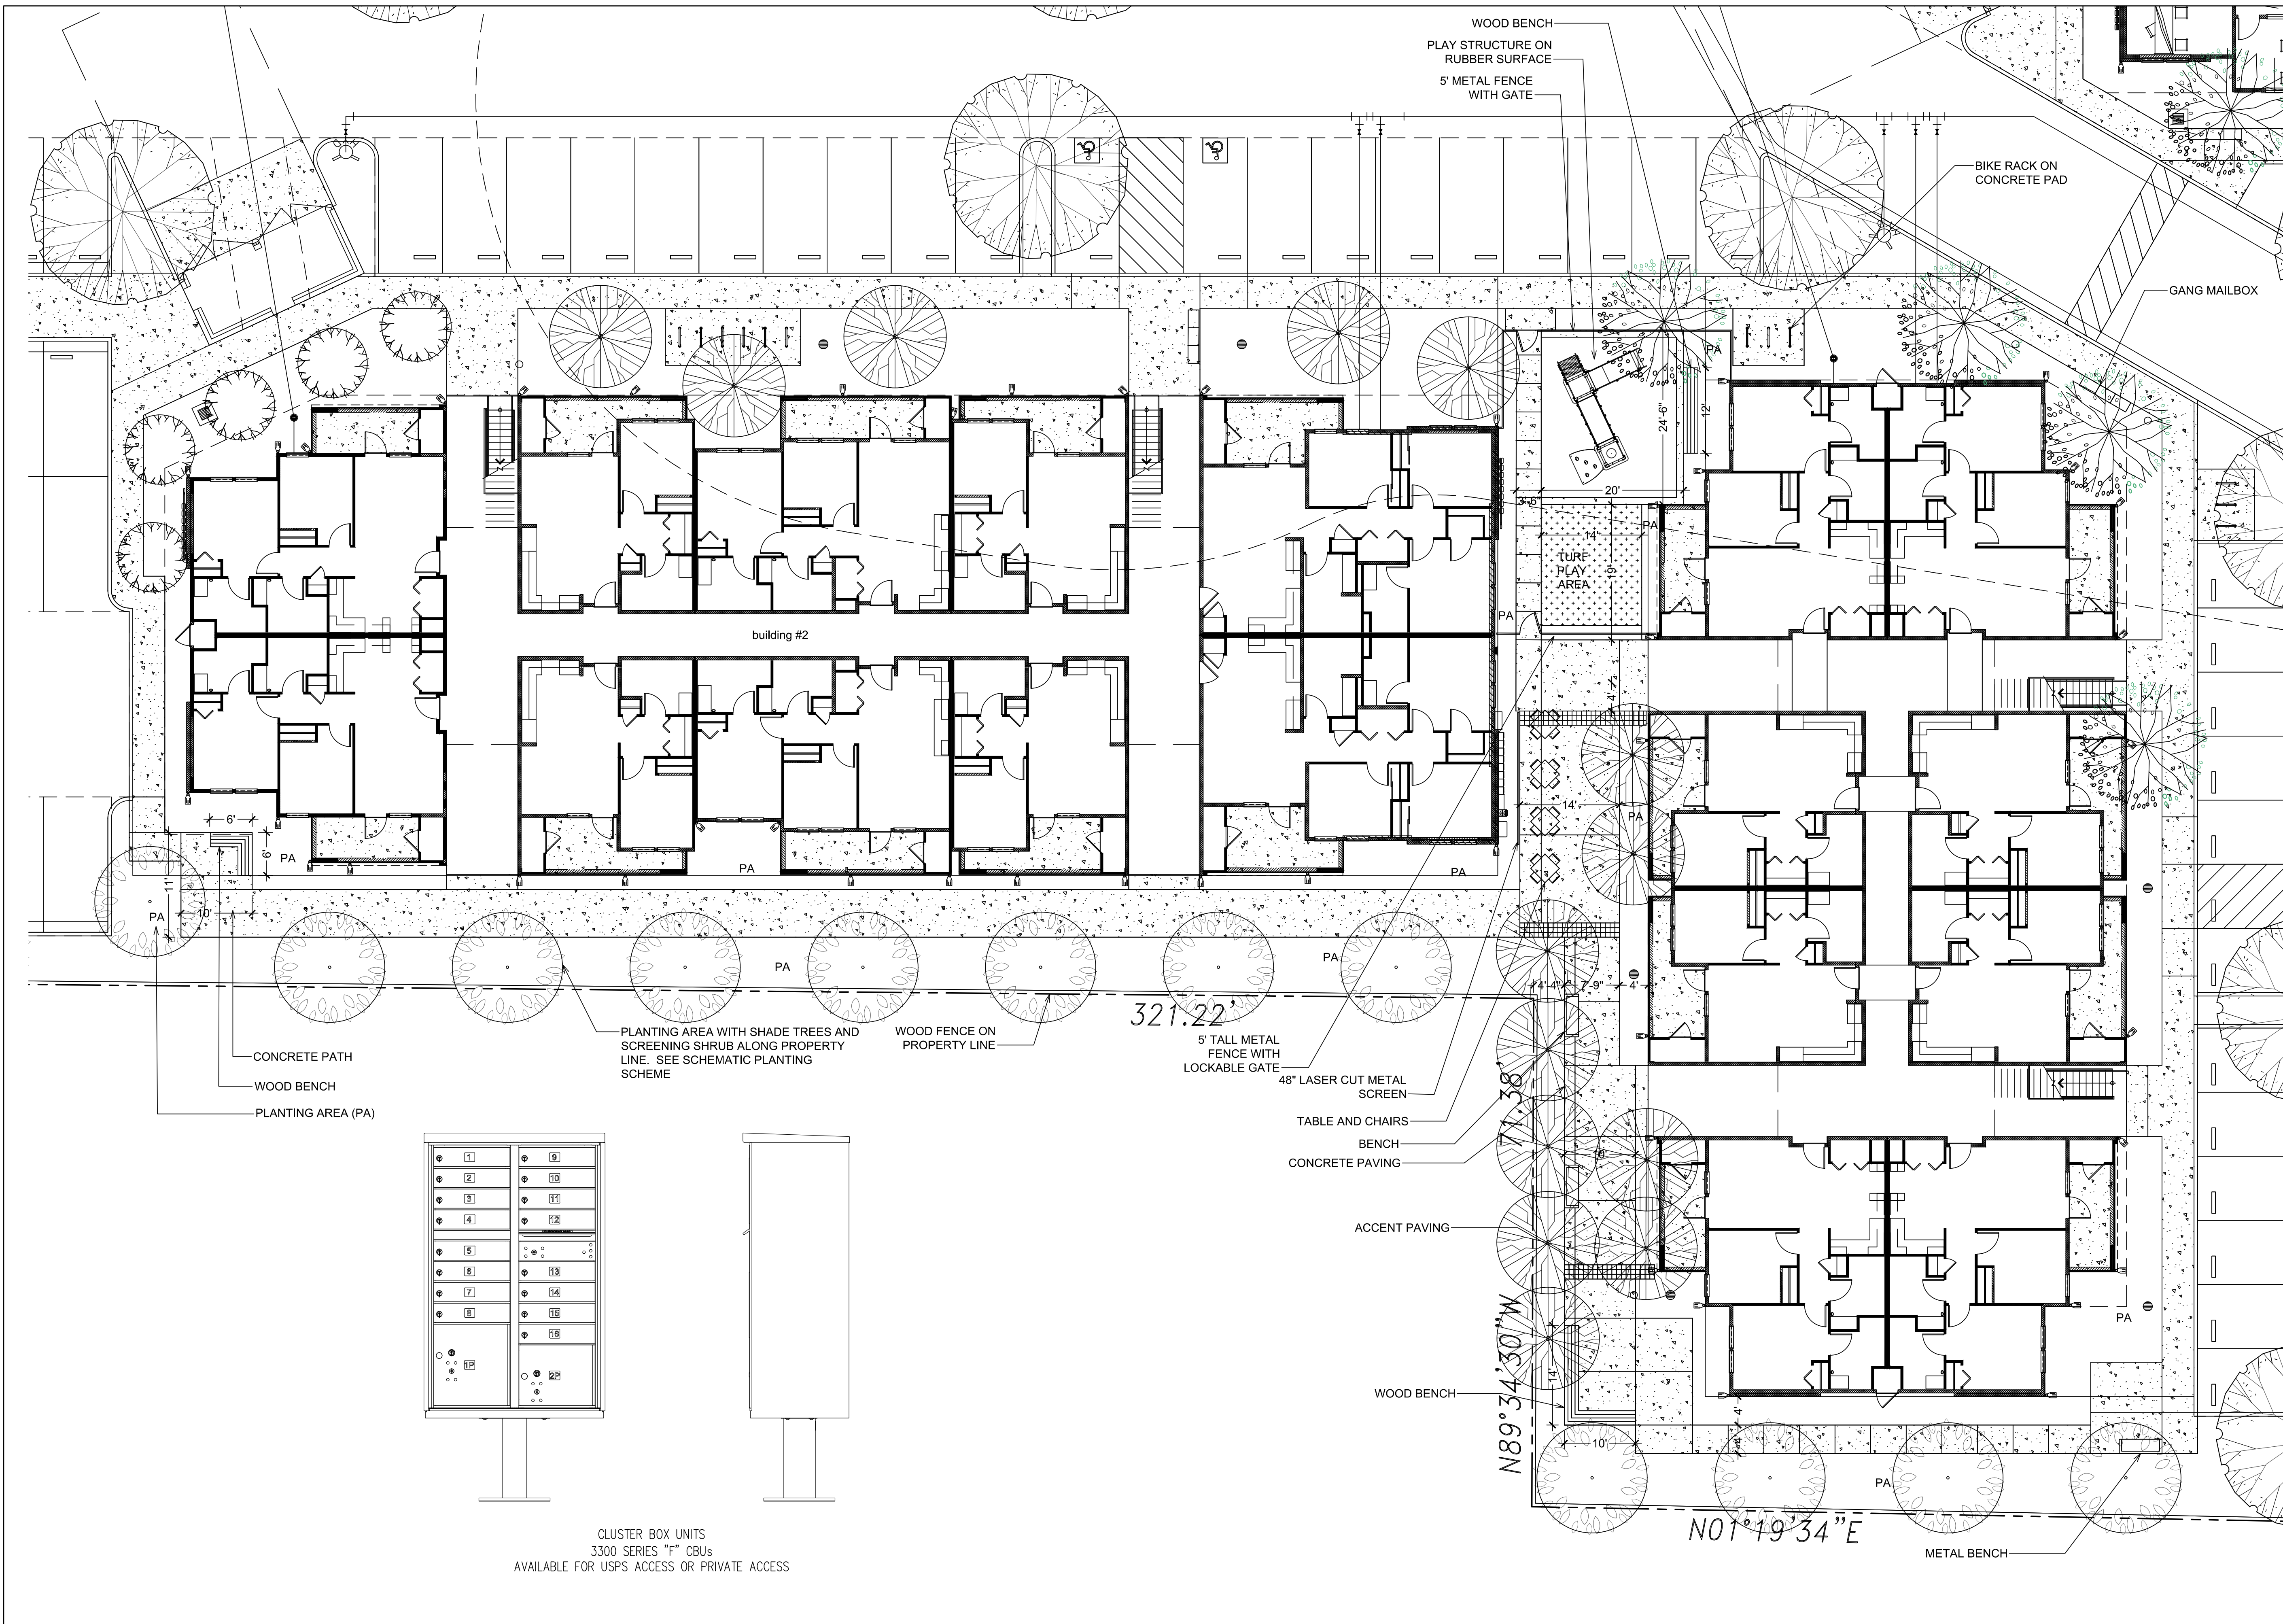 WOOD BENCH
PLAY STRUCTURE ON
RUBBER SURFACE
5' METAL FENCE
WITH GATE
BIKE RACK ON
CONCRETE PAD
GANG MAILBOX
PA
12'
24'-6"
20'
3'-6"
PA
14'
TURF
PLAY
AREA
19'
PA
building #2
4'
14'
PA
6'
6'
PA
11'
10'
PA
PA
PA
PA
PA
4'-4"
7'-9"
4'
321.22'
PLANTING AREA WITH SHADE TREES AND
SCREENING SHRUB ALONG PROPERTY
LINE. SEE SCHEMATIC PLANTING
SCHEME
WOOD FENCE ON
PROPERTY LINE
CONCRETE PATH
WOOD BENCH
PLANTING AREA (PA)
5' TALL METAL
FENCE WITH
LOCKABLE GATE
48" LASER CUT METAL
SCREEN
TABLE AND CHAIRS
BENCH
CONCRETE PAVING
71.38'
10'
ACCENT PAVING
N89°34'30"W
14'
WOOD BENCH
10'
4'
PA
PA
N01°19'34"E
METAL BENCH
1
2
3
4
5
6
7
8
1P
9
10
11
12
13
14
15
16
2P
CLUSTER BOX UNITS
3300 SERIES "F" CBUs
AVAILABLE FOR USPS ACCESS OR PRIVATE ACCESS